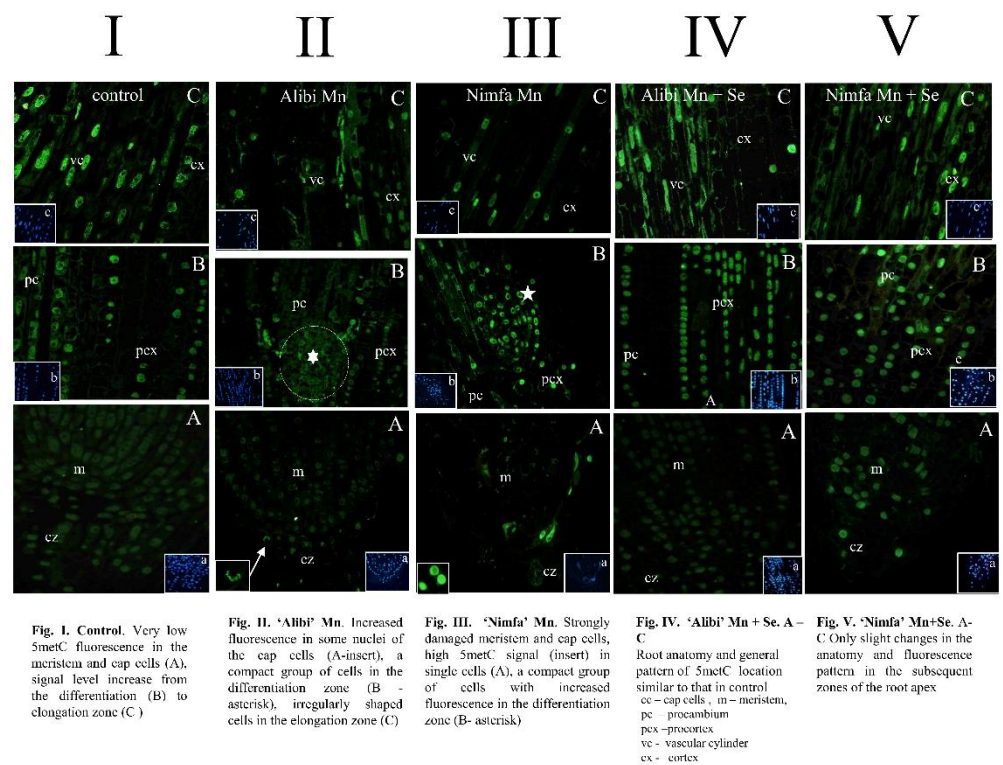 I II III IV V
control C
vc
cx
c
Alibi Mn C
vc
cx
c
Nimfa Mn C
vc
cx
c
Alibi Mn + Se C
cx
vc
c
Nimfa Mn + Se C
vc
cx
c
B
pc
pcx
b
B
pc
pcx
b
B
pcx
pc
b
B
pcx
pc
A
b
B
pc
pcx
c
b
A
m
cz
a
A
m
cz
a
A
m
cz
a
A
m
cz
a
A
m
cz
a
Fig. I. Control. Very low
5metC fluorescence in the
meristem and cap cells (A),
signal level increase from
the differentiation (B) to
elongation zone (C )
Fig. II. ‘Alibi’ Mn. Increased
fluorescence in some nuclei of
the cap cells (A-insert), a
compact group of cells in the
differentiation zone (B -
asterisk), irregularly shaped
cells in the elongation zone (C)
Fig. III. ‘Nimfa’ Mn. Strongly
damaged meristem and cap cells,
high 5metC signal (insert) in
single cells (A), a compact group
of cells with increased
fluorescence in the differentiation
zone (B- asterisk)
Fig. IV. ‘Alibi’ Mn + Se. A –
C
Root anatomy and general
pattern of 5metC location
similar to that in control
cc – cap cells , m – meristem,
pc – procambium
pcx –procortex
vc - vascular cylinder
cx - cortex
Fig. V. ‘Nimfa’ Mn+Se. A-
C Only slight changes in the
anatomy and fluorescence
pattern in the subsequent
zones of the root apex